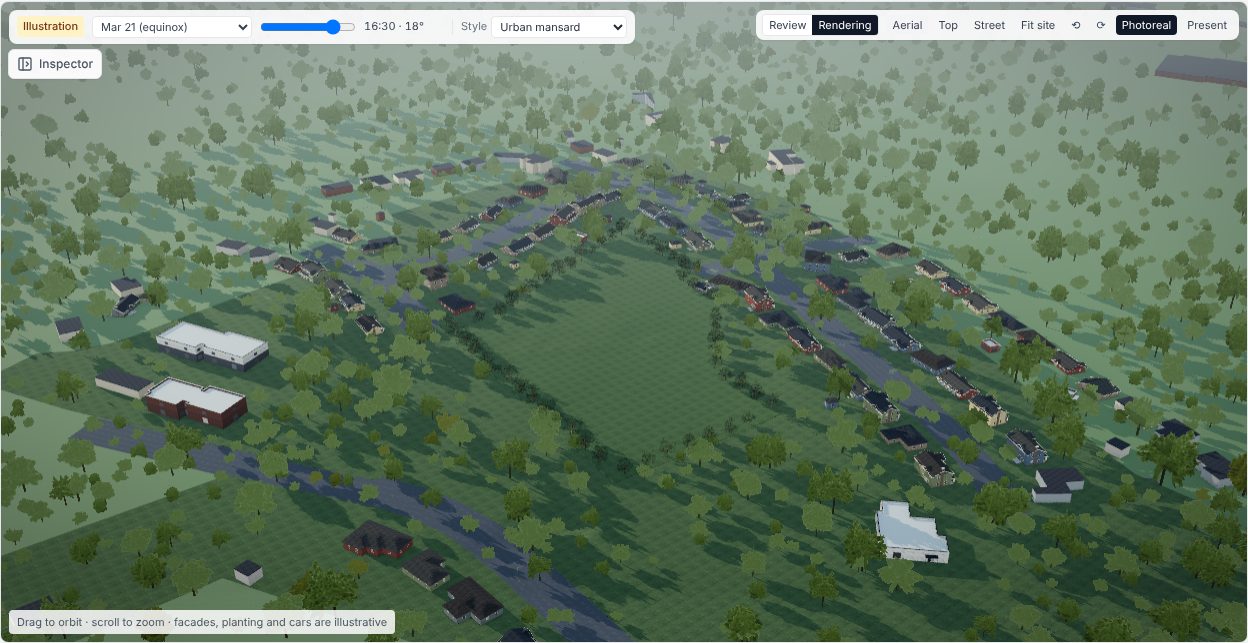 Illustration
Mar 21 (equinox)
16:30 · 18°
Style
Urban mansard
Review
Rendering
Aerial
Top
Street
Fit site
⟲
⟳
Photoreal
Present
Inspector
Drag to orbit · scroll to zoom · facades, planting and cars are illustrative